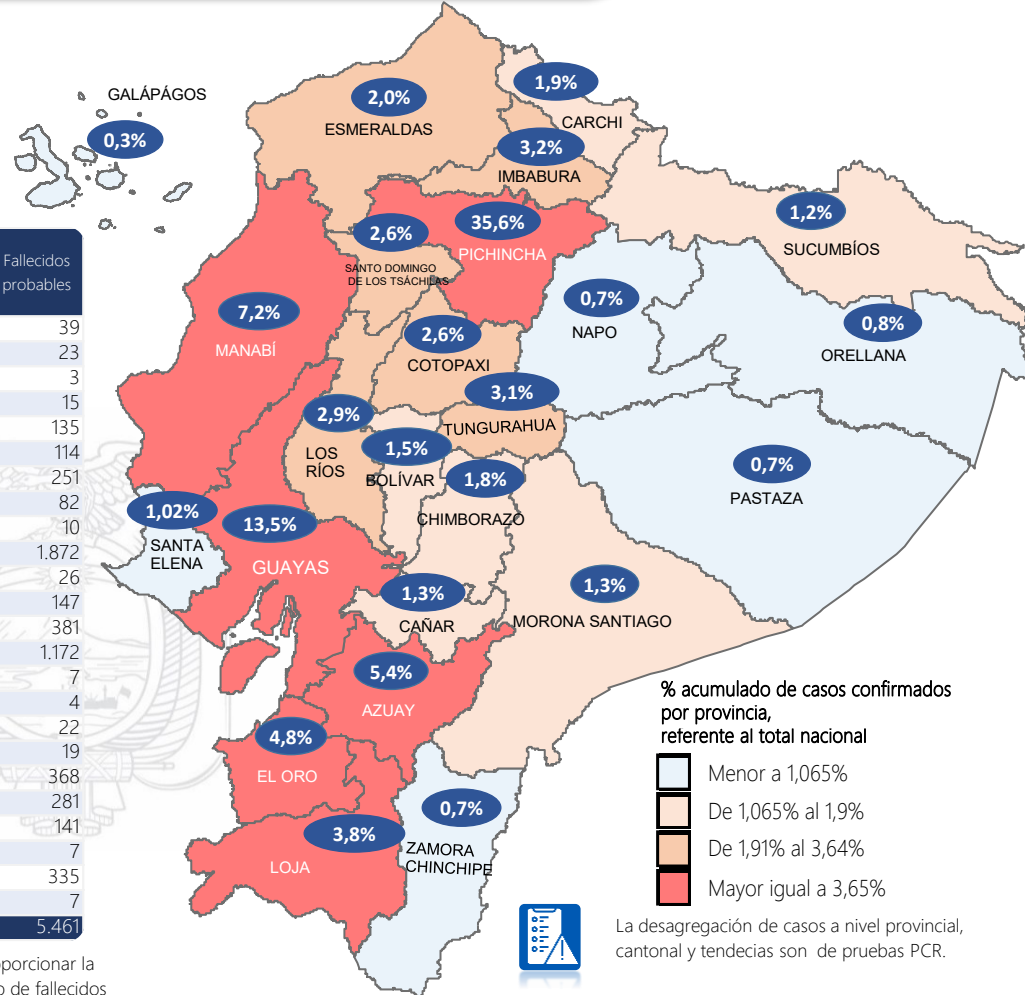 GALÁPÁGOS
0,3%
2,0%
ESMERALDAS
1,9%
CARCHI
3,2%
IMBABURA
1,2%
SUCUMBÍOS
2,6%
SANTO DOMINGO
DE LOS TSÁCHILAS
35,6%
PICHINCHA
0,7%
NAPO
0,8%
ORELLANA
7,2%
MANABÍ
2,6%
COTOPAXI
3,1%
TUNGURAHUA
2,9%
LOS
RÍOS
1,5%
BOLÍVAR
1,8%
CHIMBORAZO
0,7%
PASTAZA
1,02%
SANTA
ELENA
13,5%
GUAYAS
1,3%
CAÑAR
1,3%
MORONA SANTIAGO
5,4%
AZUAY
4,8%
EL ORO
3,8%
LOJA
0,7%
ZAMORA
CHINCHIPE
Fallecidos
probables
39
23
3
15
135
114
251
82
10
1.872
26
147
381
1.172
7
4
22
19
368
281
141
7
335
7
5.461
oporcionar la
o de fallecidos
% acumulado de casos confirmados
por provincia,
referente al total nacional
Menor a 1,065%
De 1,065% al 1,9%
De 1,91% al 3,64%
Mayor igual a 3,65%
La desagregación de casos a nivel provincial,
cantonal y tendecias son de pruebas PCR.